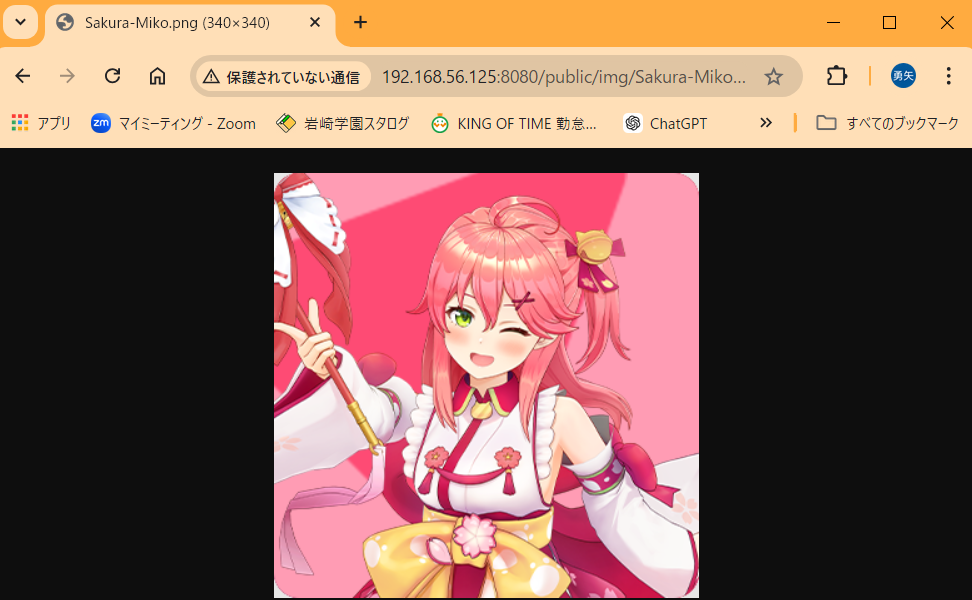 Sakura-Miko.png (340×340)
保護されていない通信 192.168.56.125:8080/public/img/Sakura-Miko... 勇矢
アプリ zm マイミーティング - Zoom 岩崎学園スタログ KING OF TIME 勤怠... ChatGPT すべてのブックマーク